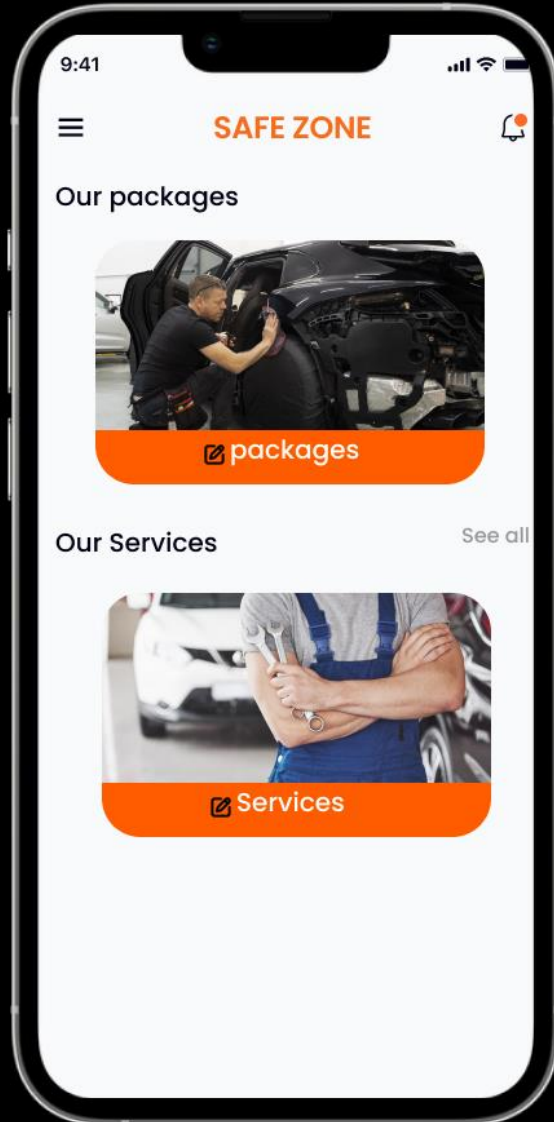 9:41
SAFE ZONE
Our packages
packages
Our Services
See all
Services